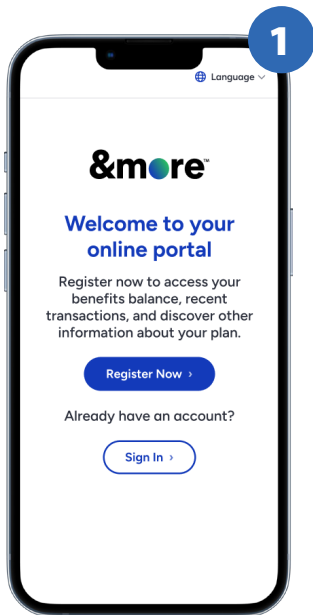 1
Language
&more™
Welcome to your
online portal
Register now to access your
benefits balance, recent
transactions, and discover other
information about your plan.
Register Now ›
Already have an account?
Sign In ›